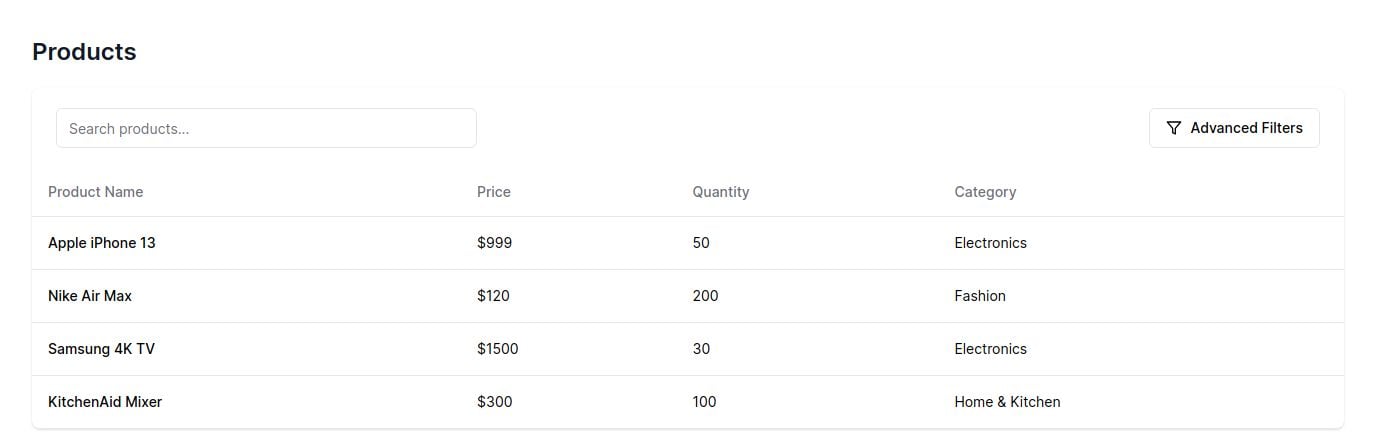 Products
Search products...
Advanced Filters
Product Name Price Quantity Category
Apple iPhone 13 $999 50 Electronics
Nike Air Max $120 200 Fashion
Samsung 4K TV $1500 30 Electronics
KitchenAid Mixer $300 100 Home & Kitchen